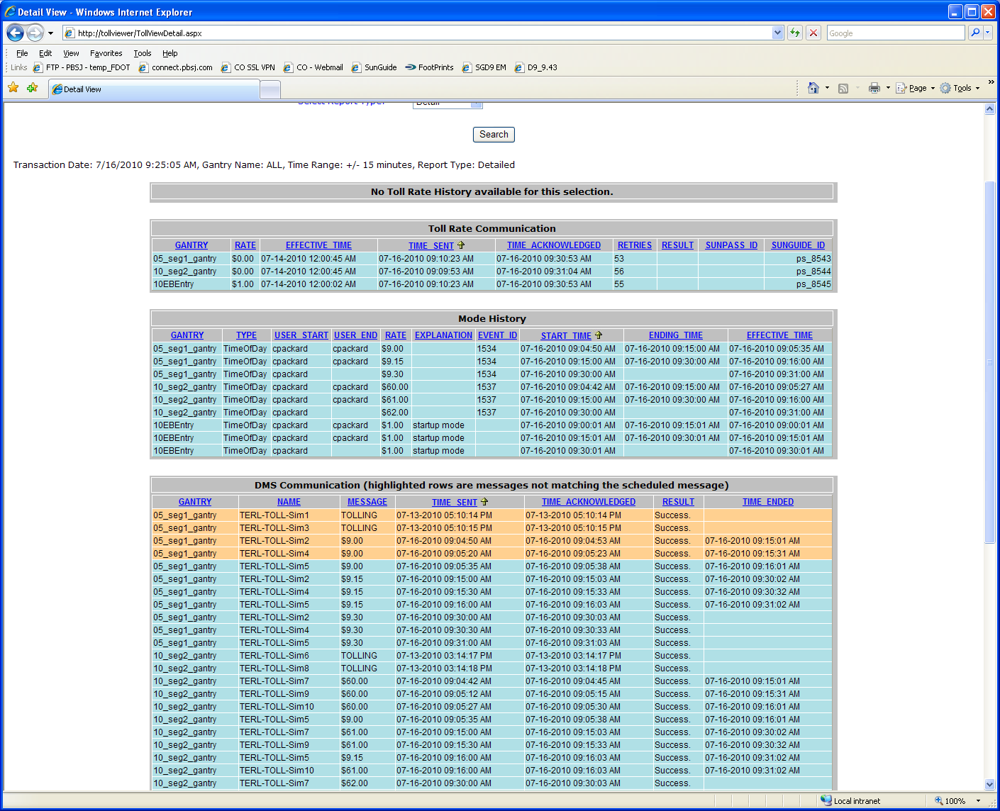 Detail View - Windows Internet Explorer
http://tollviewer/TollViewDetail.aspx
Google
File Edit View Favorites Tools Help
Links FTP - PBSJ - temp_FDOT connect.pbsj.com CO SSL VPN CO - Webmail SunGuide FootPrints SGD9 EM D9_9.43
Detail View
Page Tools »
Select Report Type: Detail
Search
Transaction Date: 7/16/2010 9:25:05 AM, Gantry Name: ALL, Time Range: +/- 15 minutes, Report Type: Detailed
No Toll Rate History available for this selection.
Toll Rate Communication
GANTRY RATE EFFECTIVE_TIME TIME_SENT TIME_ACKNOWLEDGED RETRIES RESULT SUNPASS_ID SUNGUIDE_ID
05_seg1_gantry $0.00 07-14-2010 12:00:45 AM 07-16-2010 09:10:23 AM 07-16-2010 09:30:53 AM 53 ps_8543
10_seg2_gantry $0.00 07-14-2010 12:00:45 AM 07-16-2010 09:09:53 AM 07-16-2010 09:31:04 AM 56 ps_8544
10EBEntry $1.00 07-14-2010 12:00:02 AM 07-16-2010 09:10:23 AM 07-16-2010 09:30:53 AM 55 ps_8545
Mode History
GANTRY TYPE USER_START USER_END RATE EXPLANATION EVENT_ID START_TIME ENDING_TIME EFFECTIVE_TIME
05_seg1_gantry TimeOfDay cpackard cpackard $9.00 1534 07-16-2010 09:04:50 AM 07-16-2010 09:15:00 AM 07-16-2010 09:05:35 AM
05_seg1_gantry TimeOfDay cpackard cpackard $9.15 1534 07-16-2010 09:15:00 AM 07-16-2010 09:30:00 AM 07-16-2010 09:16:00 AM
05_seg1_gantry TimeOfDay cpackard $9.30 1534 07-16-2010 09:30:00 AM 07-16-2010 09:31:00 AM
10_seg2_gantry TimeOfDay cpackard cpackard $60.00 1537 07-16-2010 09:04:42 AM 07-16-2010 09:15:00 AM 07-16-2010 09:05:27 AM
10_seg2_gantry TimeOfDay cpackard cpackard $61.00 1537 07-16-2010 09:15:00 AM 07-16-2010 09:30:00 AM 07-16-2010 09:16:00 AM
10_seg2_gantry TimeOfDay cpackard $62.00 1537 07-16-2010 09:30:00 AM 07-16-2010 09:31:00 AM
10EBEntry TimeOfDay cpackard cpackard $1.00 startup mode 07-16-2010 09:00:01 AM 07-16-2010 09:15:01 AM 07-16-2010 09:00:01 AM
10EBEntry TimeOfDay cpackard cpackard $1.00 startup mode 07-16-2010 09:15:01 AM 07-16-2010 09:30:01 AM 07-16-2010 09:15:01 AM
10EBEntry TimeOfDay cpackard $1.00 startup mode 07-16-2010 09:30:01 AM 07-16-2010 09:30:01 AM
DMS Communication (highlighted rows are messages not matching the scheduled message)
GANTRY NAME MESSAGE TIME_SENT TIME_ACKNOWLEDGED RESULT TIME_ENDED
05_seg1_gantry TERL-TOLL-Sim1 TOLLING 07-13-2010 05:10:14 PM 07-13-2010 05:10:14 PM Success.
05_seg1_gantry TERL-TOLL-Sim3 TOLLING 07-13-2010 05:10:15 PM 07-13-2010 05:10:15 PM Success.
05_seg1_gantry TERL-TOLL-Sim2 $9.00 07-16-2010 09:04:50 AM 07-16-2010 09:04:53 AM Success. 07-16-2010 09:15:01 AM
05_seg1_gantry TERL-TOLL-Sim4 $9.00 07-16-2010 09:05:20 AM 07-16-2010 09:05:23 AM Success. 07-16-2010 09:15:31 AM
05_seg1_gantry TERL-TOLL-Sim5 $9.00 07-16-2010 09:05:35 AM 07-16-2010 09:05:38 AM Success. 07-16-2010 09:16:01 AM
05_seg1_gantry TERL-TOLL-Sim2 $9.15 07-16-2010 09:15:00 AM 07-16-2010 09:15:03 AM Success. 07-16-2010 09:30:02 AM
05_seg1_gantry TERL-TOLL-Sim4 $9.15 07-16-2010 09:15:30 AM 07-16-2010 09:15:33 AM Success. 07-16-2010 09:30:32 AM
05_seg1_gantry TERL-TOLL-Sim5 $9.15 07-16-2010 09:16:00 AM 07-16-2010 09:16:03 AM Success. 07-16-2010 09:31:02 AM
05_seg1_gantry TERL-TOLL-Sim2 $9.30 07-16-2010 09:30:00 AM 07-16-2010 09:30:03 AM Success.
05_seg1_gantry TERL-TOLL-Sim4 $9.30 07-16-2010 09:30:30 AM 07-16-2010 09:30:33 AM Success.
05_seg1_gantry TERL-TOLL-Sim5 $9.30 07-16-2010 09:31:00 AM 07-16-2010 09:31:03 AM Success.
10_seg2_gantry TERL-TOLL-Sim6 TOLLING 07-13-2010 03:14:17 PM 07-13-2010 03:14:17 PM Success.
10_seg2_gantry TERL-TOLL-Sim8 TOLLING 07-13-2010 03:14:18 PM 07-13-2010 03:14:18 PM Success.
10_seg2_gantry TERL-TOLL-Sim7 $60.00 07-16-2010 09:04:42 AM 07-16-2010 09:04:45 AM Success. 07-16-2010 09:15:01 AM
10_seg2_gantry TERL-TOLL-Sim9 $60.00 07-16-2010 09:05:12 AM 07-16-2010 09:05:15 AM Success. 07-16-2010 09:15:31 AM
10_seg2_gantry TERL-TOLL-Sim10 $60.00 07-16-2010 09:05:27 AM 07-16-2010 09:05:30 AM Success. 07-16-2010 09:16:01 AM
10_seg2_gantry TERL-TOLL-Sim5 $9.00 07-16-2010 09:05:35 AM 07-16-2010 09:05:38 AM Success. 07-16-2010 09:16:01 AM
10_seg2_gantry TERL-TOLL-Sim7 $61.00 07-16-2010 09:15:00 AM 07-16-2010 09:15:03 AM Success. 07-16-2010 09:30:02 AM
10_seg2_gantry TERL-TOLL-Sim9 $61.00 07-16-2010 09:15:30 AM 07-16-2010 09:15:33 AM Success. 07-16-2010 09:30:32 AM
10_seg2_gantry TERL-TOLL-Sim5 $9.15 07-16-2010 09:16:00 AM 07-16-2010 09:16:03 AM Success. 07-16-2010 09:31:02 AM
10_seg2_gantry TERL-TOLL-Sim10 $61.00 07-16-2010 09:16:00 AM 07-16-2010 09:16:03 AM Success. 07-16-2010 09:31:02 AM
10_seg2_gantry TERL-TOLL-Sim7 $62.00 07-16-2010 09:30:00 AM 07-16-2010 09:30:03 AM Success.
Local intranet 100%